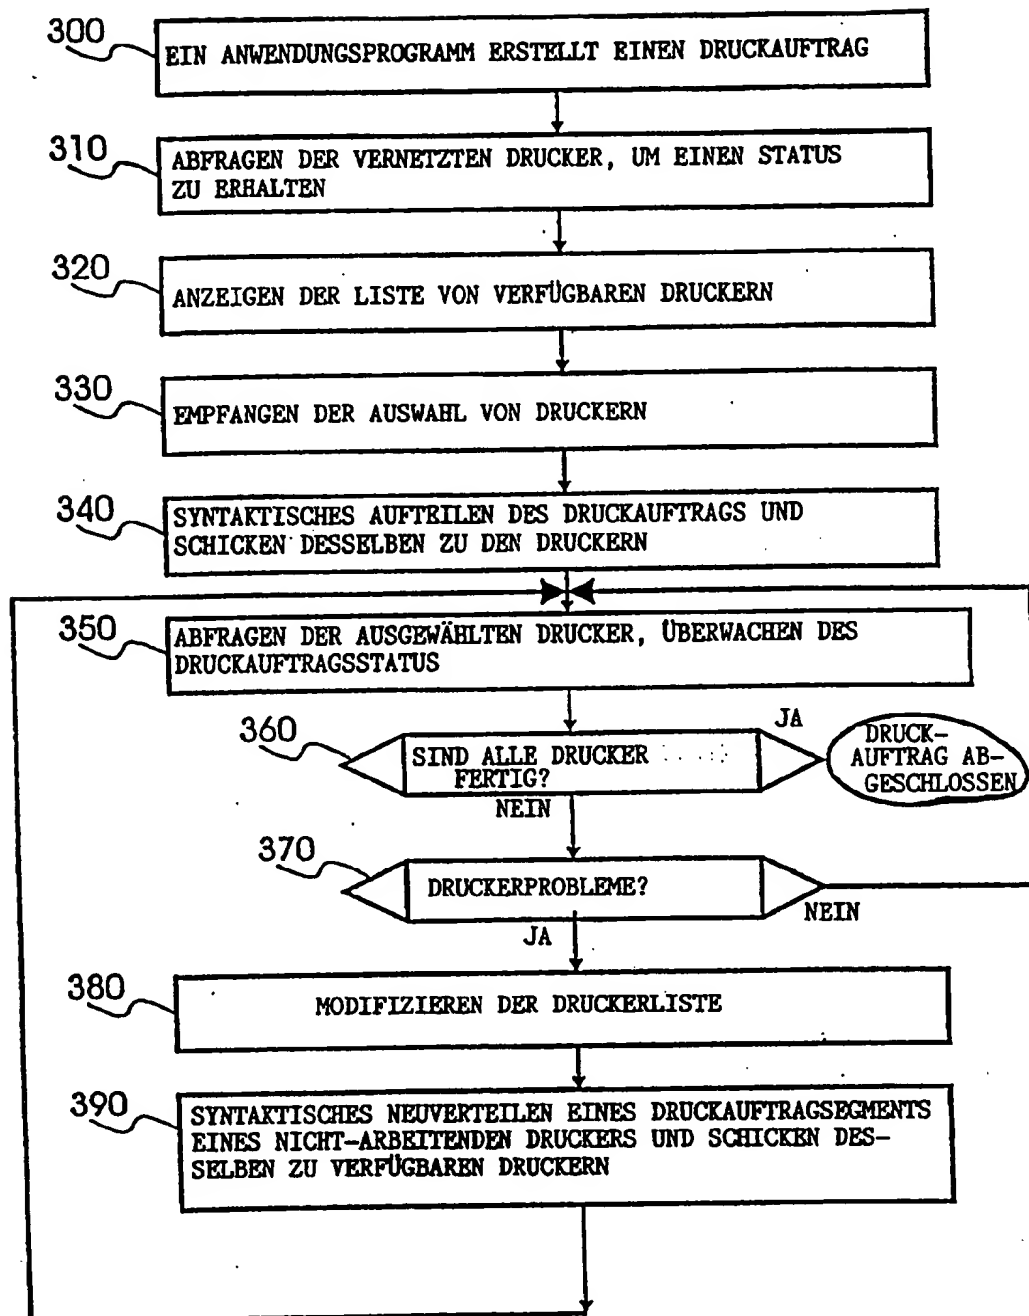 300
EIN ANWENDUNGSPROGRAMM ERSTELLT EINEN DRUCKAUFTRAG
310
ABFRAGEN DER VERNETZTEN DRUCKER, UM EINEN STATUS
ZU ERHALTEN
320
ANZEIGEN DER LISTE VON VERFÜGBAREN DRUCKERN
330
EMPFANGEN DER AUSWAHL VON DRUCKERN
340
SYNTAKTISCHES AUFTEILEN DES DRUCKAUFTRAGS UND
SCHICKEN DESSELBEN ZU DEN DRUCKERN
350
ABFRAGEN DER AUSGEWÄHLTEN DRUCKER, ÜBERWACHEN DES
DRUCKAUFTRAGSSTATUS
360
SIND ALLE DRUCKER
FERTIG?
JA
DRUCK-
AUFTRAG AB-
GESCHLOSSEN
NEIN
370
DRUCKERPROBLEME?
NEIN
JA
380
MODIFIZIEREN DER DRUCKERLISTE
390
SYNTAKTISCHES NEUVERTEILEN EINES DRUCKAUFTRAGSEGMENTS
EINES NICHT-ARBEITENDEN DRUCKERS UND SCHICKEN DES-
SELBEN ZU VERFÜGBAREN DRUCKERN